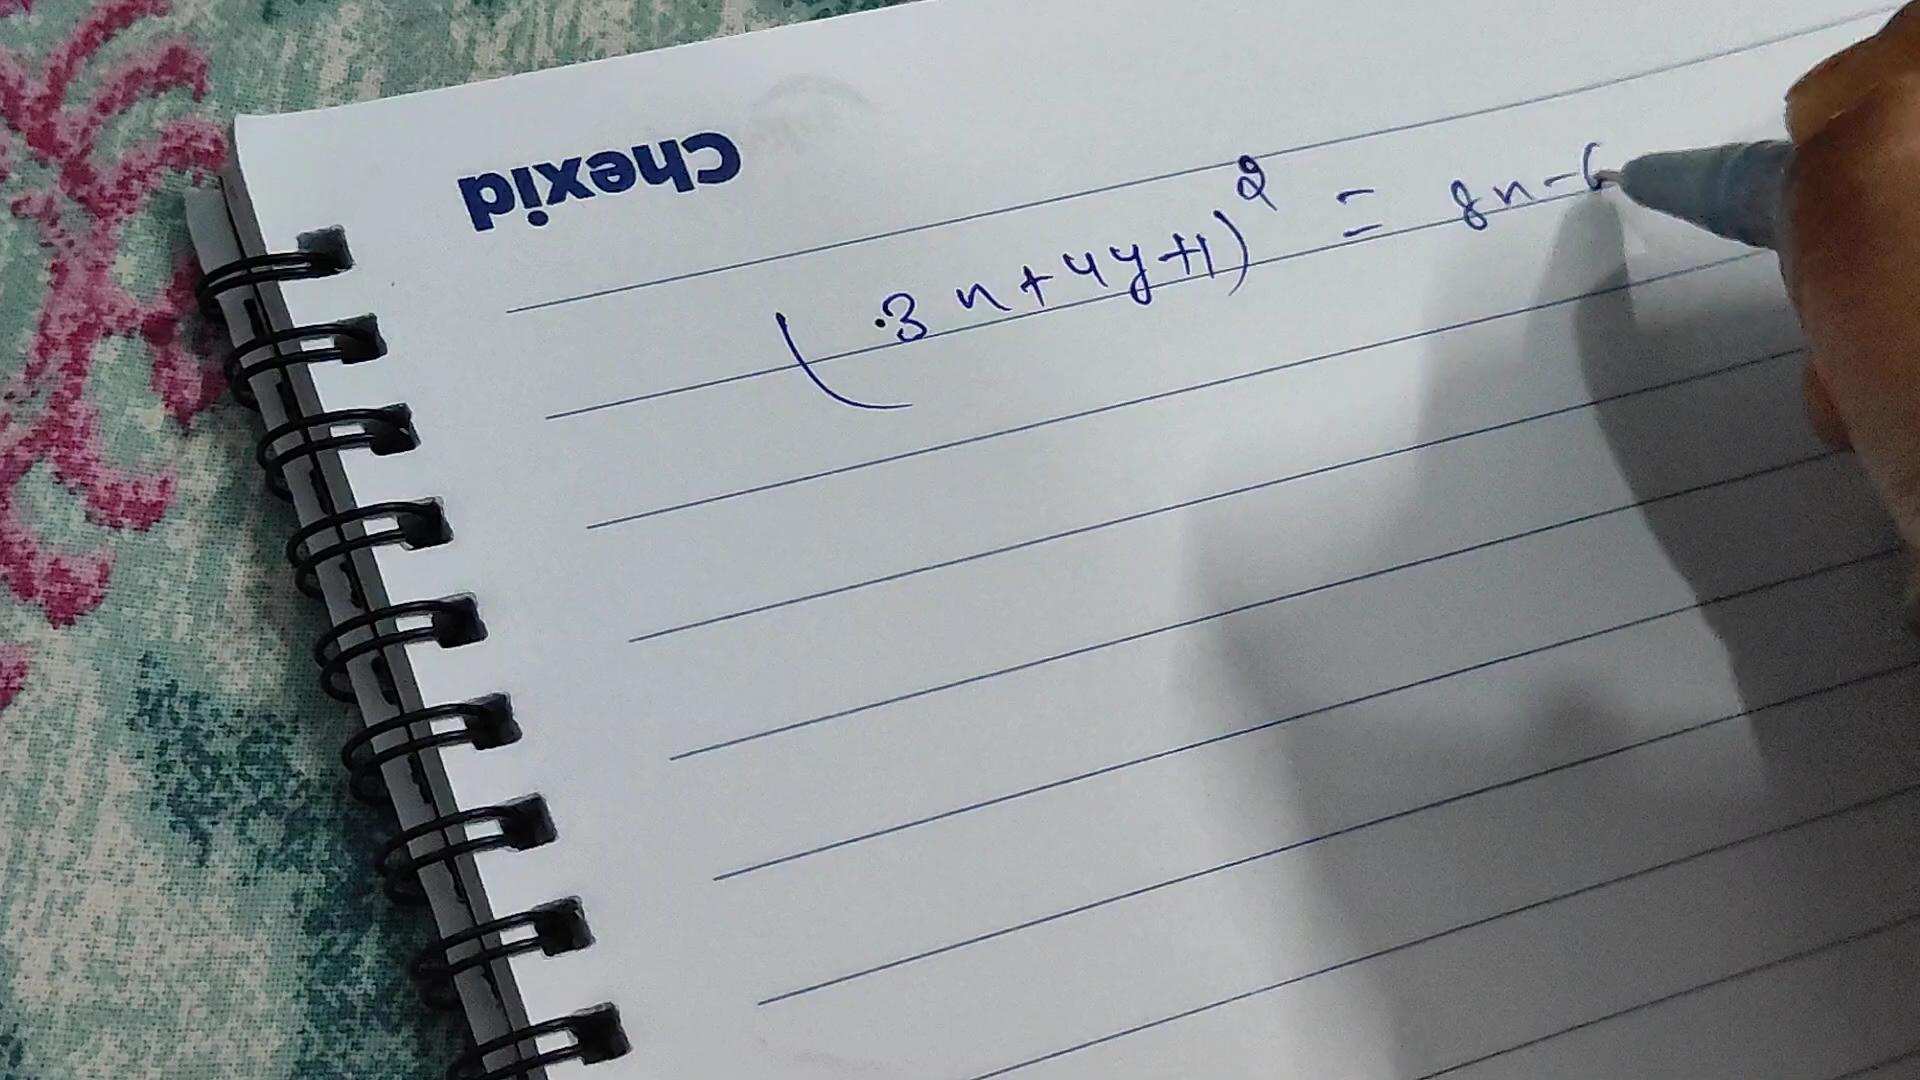 Chexid
(3x+4y+1)² = 8x-6